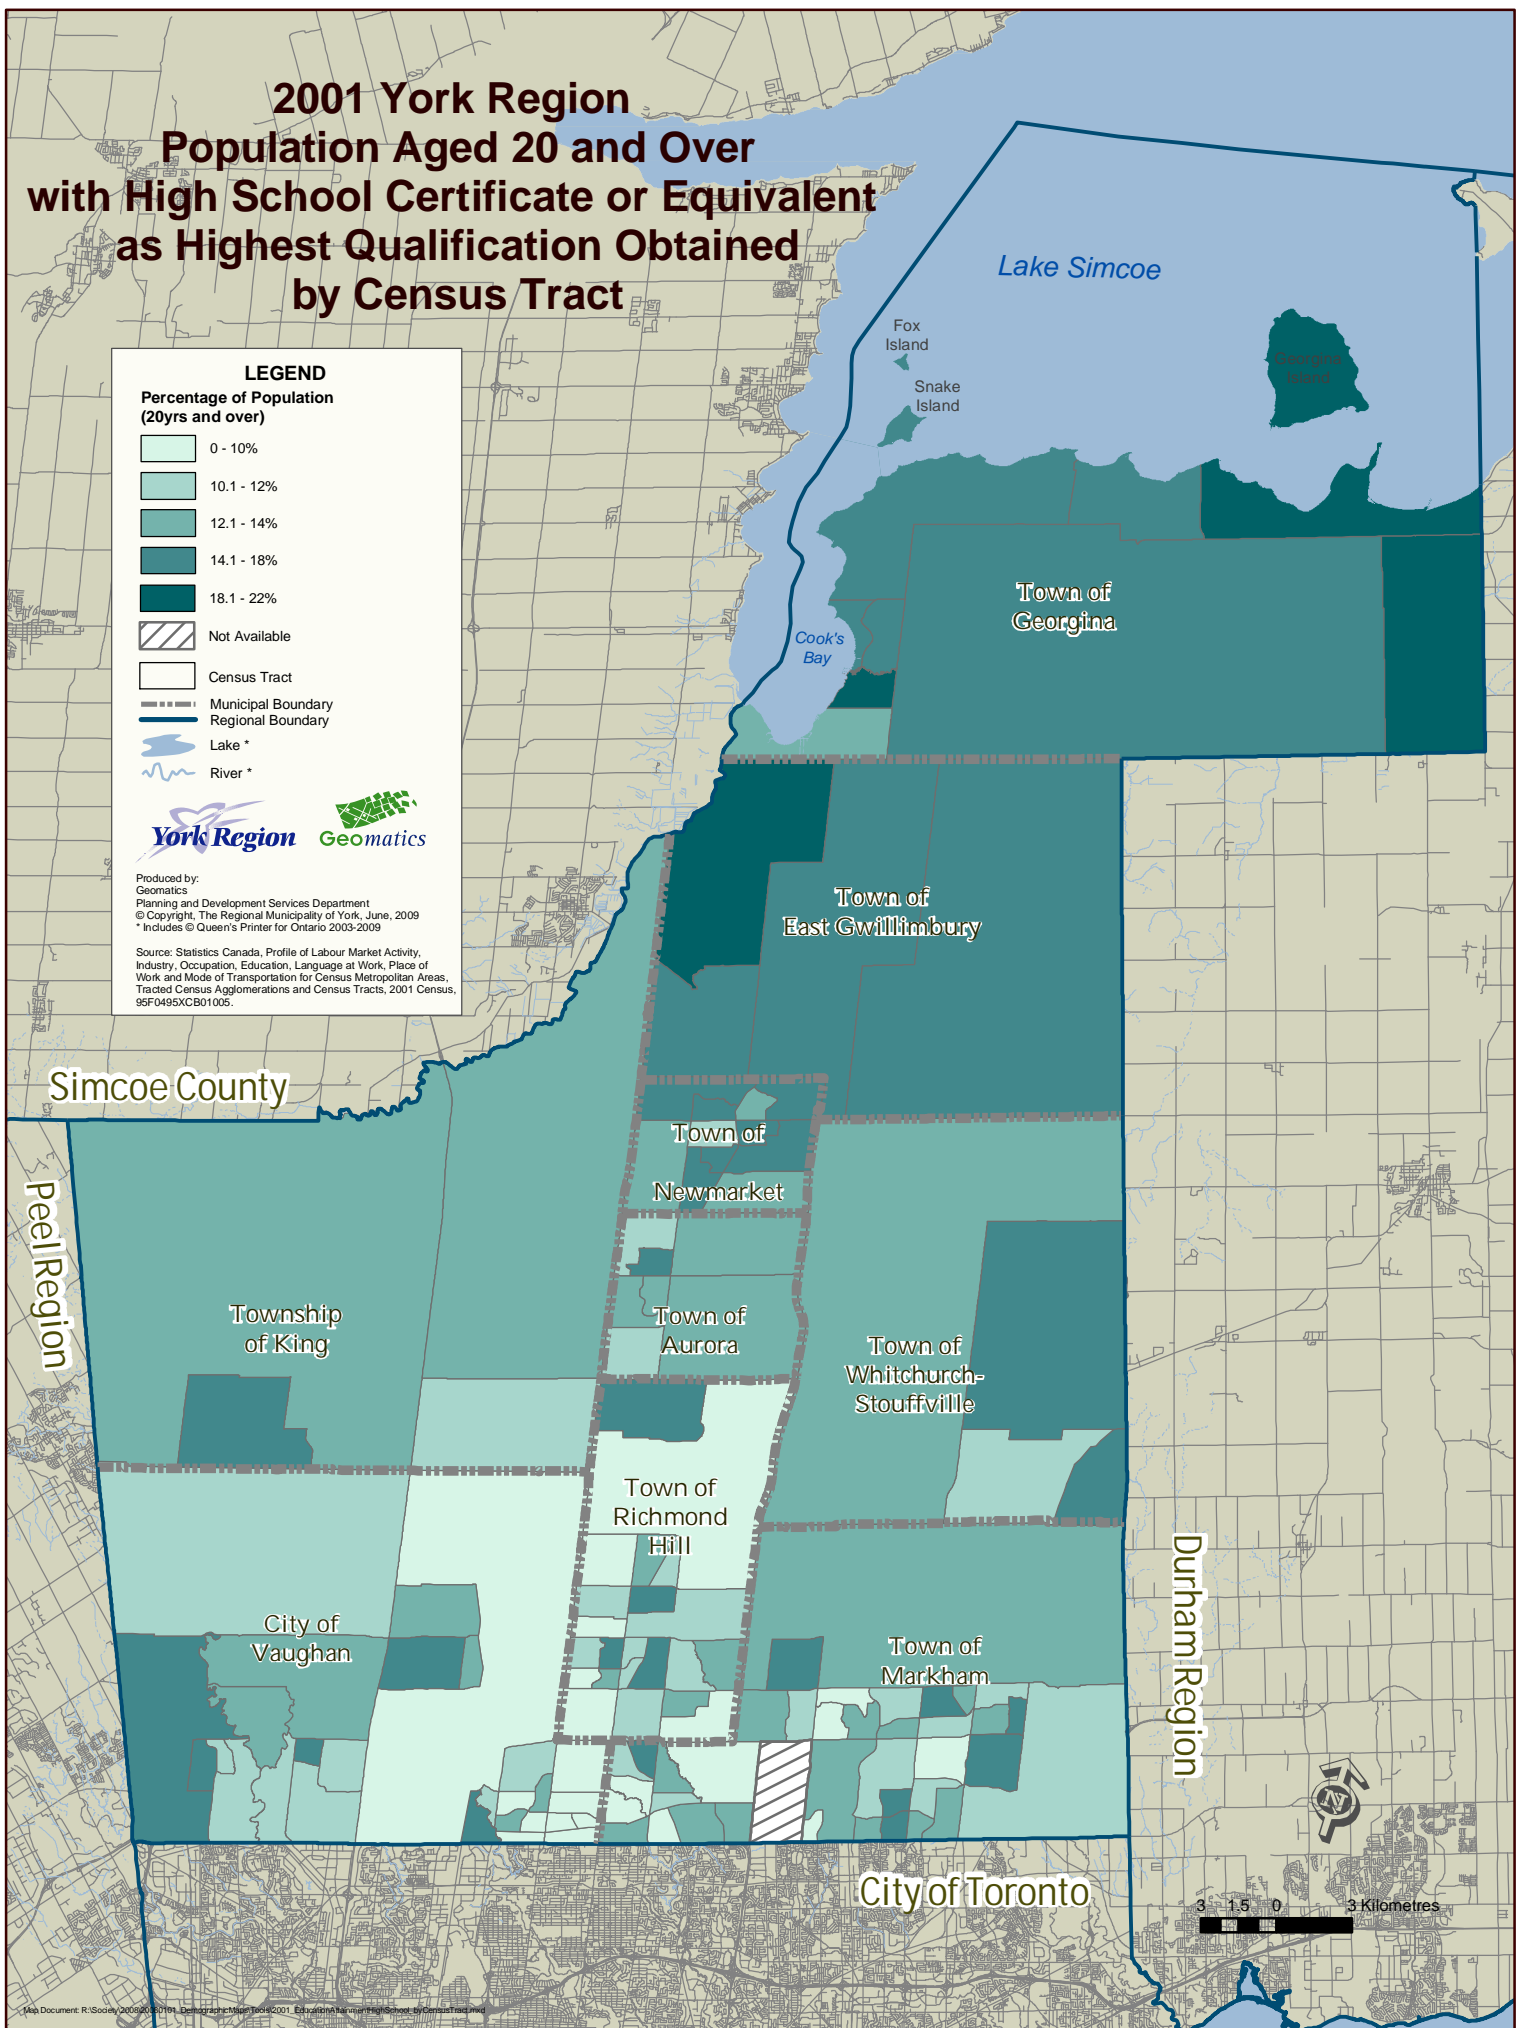 2001 York Region
Population Aged 20 and Over
with High School Certificate or Equivalent
as Highest Qualification Obtained
by Census Tract
LEGEND
Percentage of Population
(20yrs and over)
0 - 10%
10.1 - 12%
12.1 - 14%
14.1 - 18%
18.1 - 22%
Not Available
Census Tract
Municipal Boundary
Regional Boundary
Lake *
River *
York Region
Geomatics
Produced by:
Geomatics
Planning and Development Services Department
© Copyright, The Regional Municipality of York, June, 2009
* Includes © Queen's Printer for Ontario 2003-2009
Source: Statistics Canada, Profile of Labour Market Activity,
Industry, Occupation, Education, Language at Work, Place of
Work and Mode of Transportation for Census Metropolitan Areas,
Tracted Census Agglomerations and Census Tracts, 2001 Census,
95F0495XCB01005.
Lake Simcoe
Fox
Island
Snake
Island
Georgina
Island
Town of
Georgina
Cook's
Bay
Town of
East Gwillimbury
Simcoe County
Peel Region
Town of
Newmarket
Township
of King
Town of
Aurora
Town of
Whitchurch-
Stouffville
Town of
Richmond
Hill
City of
Vaughan
Town of
Markham
Durham Region
N
City of Toronto
3 1.5 0 3 Kilometres
Map Document: R:\Society\2008\20080101_DemographicMaps\Tools\2001_EducationAttainmentHighSchool_byCensusTract.mxd